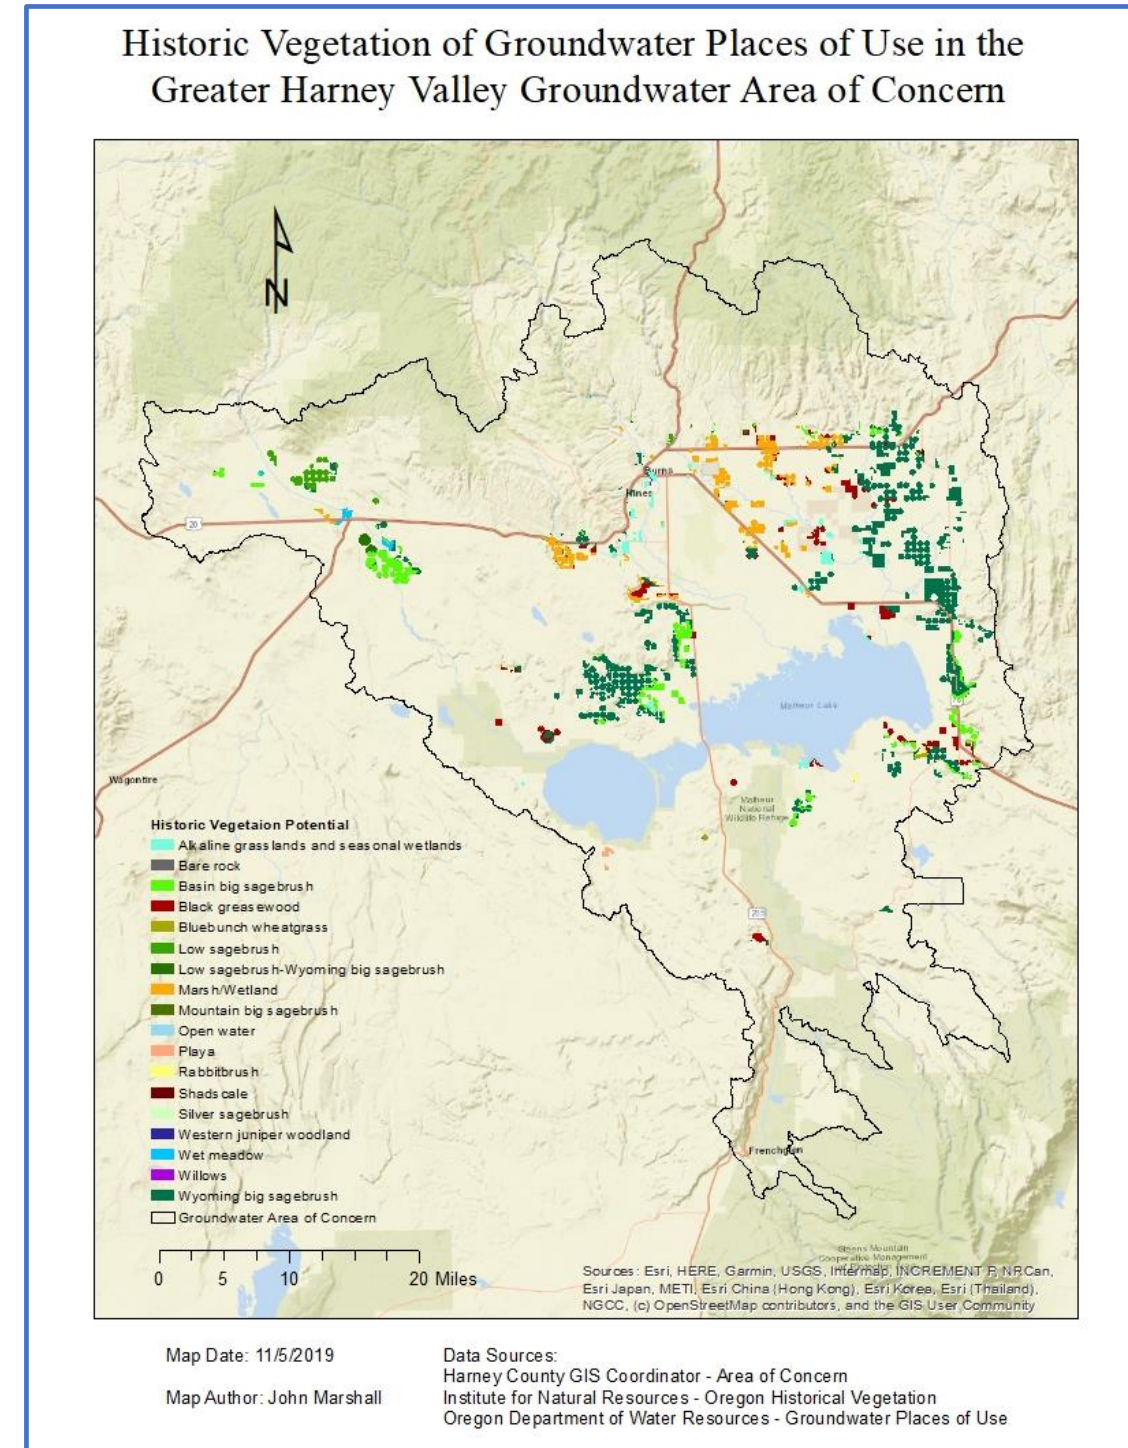 Historic Vegetation of Groundwater Places of Use in the
Greater Harney Valley Groundwater Area of Concern
N
Burns
Hines
20
Malheur Lake
Wagontire
Malheur
National
Wildlife Refuge
205
Frenchglen
Historic Vegetaion Potential
Alkaline grasslands and seasonal wetlands
Bare rock
Basin big sagebrush
Black greasewood
Bluebunch wheatgrass
Low sagebrush
Low sagebrush-Wyoming big sagebrush
Marsh/Wetland
Mountain big sagebrush
Open water
Playa
Rabbitbrush
Shadscale
Silver sagebrush
Western juniper woodland
Wet meadow
Willows
Wyoming big sagebrush
Groundwater Area of Concern
0 5 10 20 Miles
Steens Mountain
Cooperative Management
Sources: Esri, HERE, Garmin, USGS, Intermap, INCREMENT P, NRCan,
Esri Japan, METI, Esri China (Hong Kong), Esri Korea, Esri (Thailand),
NGCC, (c) OpenStreetMap contributors, and the GIS User Community
Map Date: 11/5/2019
Map Author: John Marshall
Data Sources:
Harney County GIS Coordinator - Area of Concern
Institute for Natural Resources - Oregon Historical Vegetation
Oregon Department of Water Resources - Groundwater Places of Use